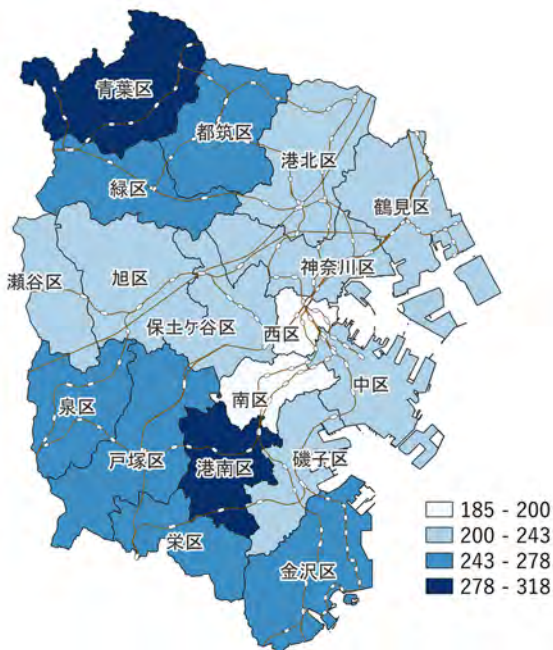 青葉区
都筑区
港北区
緑区
鶴見区
瀬谷区
旭区
神奈川区
保土ケ谷区
西区
中区
南区
泉区
戸塚区
港南区
磯子区
栄区
金沢区
185 - 200
200 - 243
243 - 278
278 - 318